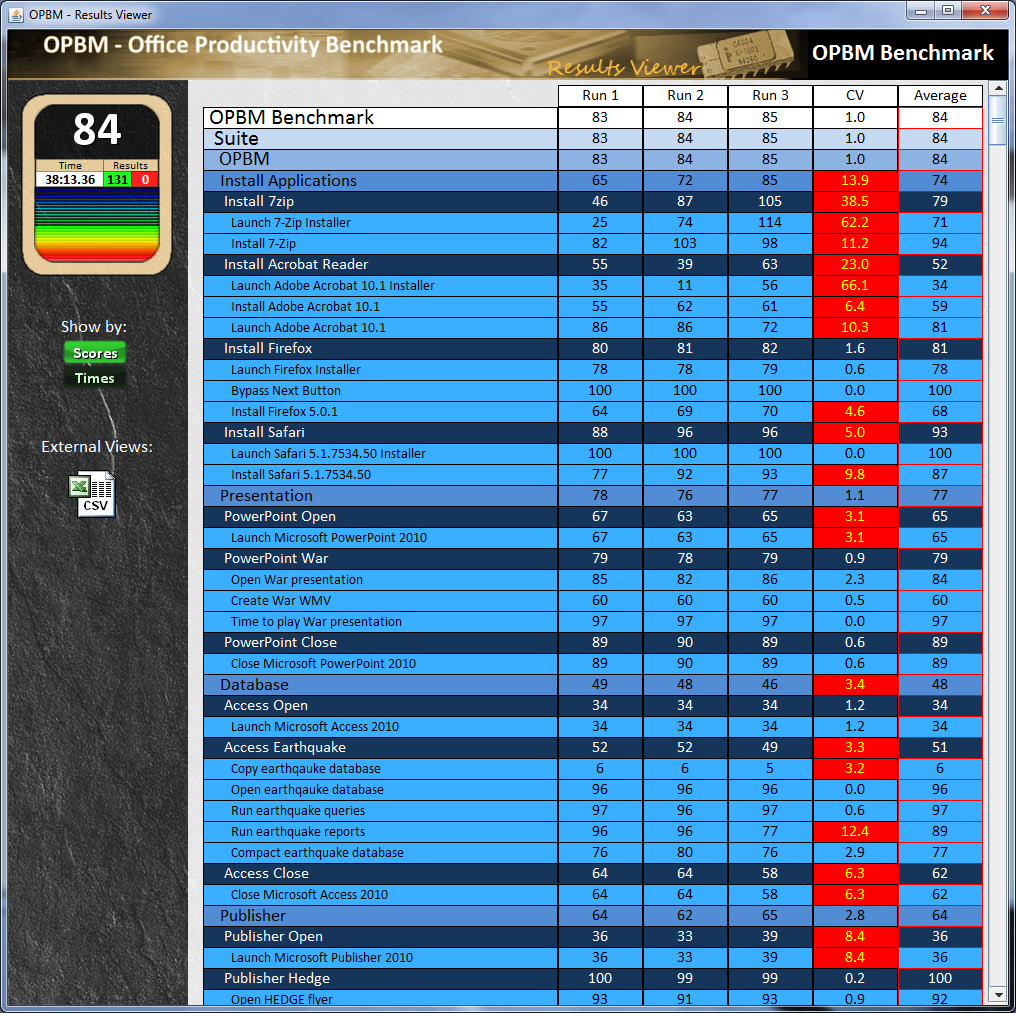 OPBM - Results Viewer
OPBM - Office Productivity Benchmark
Results Viewer
C4004
OPBM Benchmark
84
Time Results
38:13.36 131 0
Show by:
Scores
Times
External Views:
CSV
Run 1 Run 2 Run 3 CV Average
OPBM Benchmark 83 84 85 1.0 84
Suite 83 84 85 1.0 84
OPBM 83 84 85 1.0 84
Install Applications 65 72 85 13.9 74
Install 7zip 46 87 105 38.5 79
Launch 7-Zip Installer 25 74 114 62.2 71
Install 7-Zip 82 103 98 11.2 94
Install Acrobat Reader 55 39 63 23.0 52
Launch Adobe Acrobat 10.1 Installer 35 11 56 66.1 34
Install Adobe Acrobat 10.1 55 62 61 6.4 59
Launch Adobe Acrobat 10.1 86 86 72 10.3 81
Install Firefox 80 81 82 1.6 81
Launch Firefox Installer 78 78 79 0.6 78
Bypass Next Button 100 100 100 0.0 100
Install Firefox 5.0.1 64 69 70 4.6 68
Install Safari 88 96 96 5.0 93
Launch Safari 5.1.7534.50 Installer 100 100 100 0.0 100
Install Safari 5.1.7534.50 77 92 93 9.8 87
Presentation 78 76 77 1.1 77
PowerPoint Open 67 63 65 3.1 65
Launch Microsoft PowerPoint 2010 67 63 65 3.1 65
PowerPoint War 79 78 79 0.9 79
Open War presentation 85 82 86 2.3 84
Create War WMV 60 60 60 0.5 60
Time to play War presentation 97 97 97 0.0 97
PowerPoint Close 89 90 89 0.6 89
Close Microsoft PowerPoint 2010 89 90 89 0.6 89
Database 49 48 46 3.4 48
Access Open 34 34 34 1.2 34
Launch Microsoft Access 2010 34 34 34 1.2 34
Access Earthquake 52 52 49 3.3 51
Copy earthqauke database 6 6 5 3.2 6
Open earthqauke database 96 96 96 0.0 96
Run earthquake queries 97 97 96 0.6 97
Run earthquake reports 96 96 77 12.4 89
Compact earthquake database 76 80 76 2.9 77
Access Close 64 64 58 6.3 62
Close Microsoft Access 2010 64 64 58 6.3 62
Publisher 64 62 65 2.8 64
Publisher Open 36 33 39 8.4 36
Launch Microsoft Publisher 2010 36 33 39 8.4 36
Publisher Hedge 100 99 99 0.2 100
Open HEDGE flyer 93 91 93 0.9 92